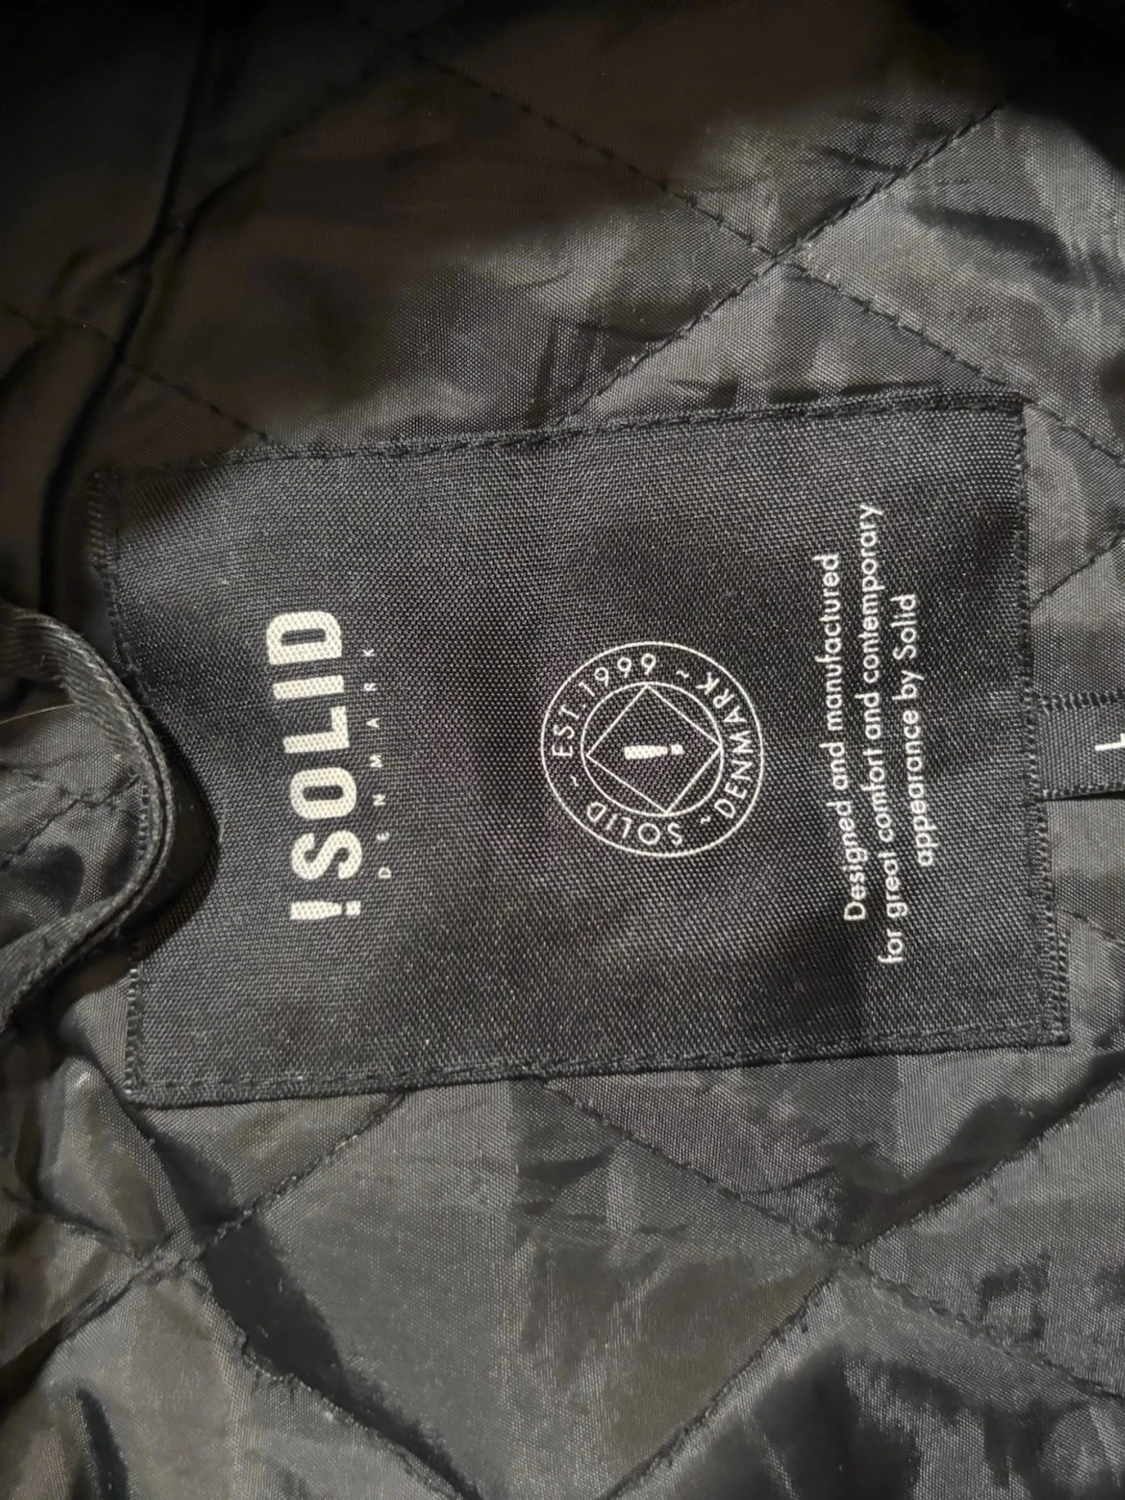 !SOLID
DENMARK
EST.1999 ~ DENMARK ~ SOLID ~
!
Designed and manufactured
for great comfort and contemporary
appearance by Solid
L